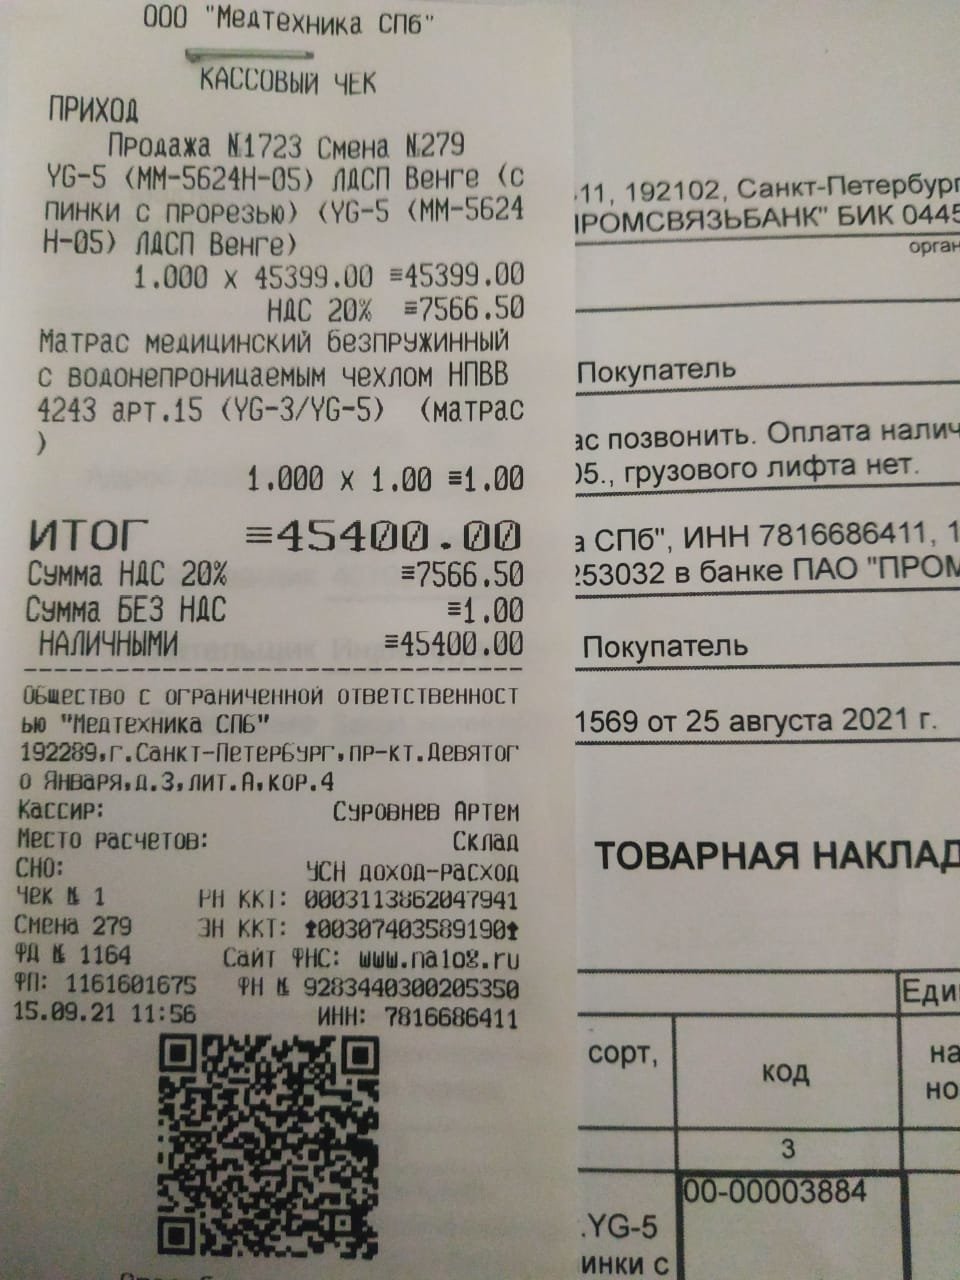 ООО "Медтехника СПб"
КАССОВЫЙ ЧЕК
ПРИХОД
Продажа №1723 Смена №279
YG-5 (MM-5624H-05) ЛДСП Венге (с
пинки с прорезью) (YG-5 (MM-5624
H-05) ЛДСП Венге)
1.000 x 45399.00 ≡45399.00
НДС 20% ≡7566.50
Матрас медицинский безпружинный
с водонепроницаемым чехлом НПВВ
4243 арт.15 (YG-3/YG-5) (матрас
)
1.000 x 1.00 ≡1.00
ИТОГ ≡45400.00
Сумма НДС 20% ≡7566.50
Сумма БЕЗ НДС ≡1.00
НАЛИЧНЫМИ ≡45400.00
Общество с ограниченной ответственност
ью "Медтехника СПБ"
192289,г.Санкт-Петербург,пр-кт.Девятог
о Января,д.3,лит.А,кор.4
Кассир: Суровнев Артем
Место расчетов: Склад
СНО: УСН доход-расход
Чек № 1 РН ККТ: 0003113862047941
Смена 279 ЗН ККТ: 00307403589190
ФД № 1164 Сайт ФНС: www.nalog.ru
ФП: 1161601675 ФН № 9283440300205350
15.09.21 11:56 ИНН: 7816686411
11, 192102, Санкт-Петербург
ПРОМСВЯЗЬБАНК" БИК 0445
орган
Покупатель
ас позвонить. Оплата налич
05., грузового лифта нет.
а СПб", ИНН 7816686411, 1
253032 в банке ПАО "ПРОМ
Покупатель
1569 от 25 августа 2021 г.
ТОВАРНАЯ НАКЛАД
Еди
сорт,
код
на
но
3
00-00003884
.YG-5
инки с